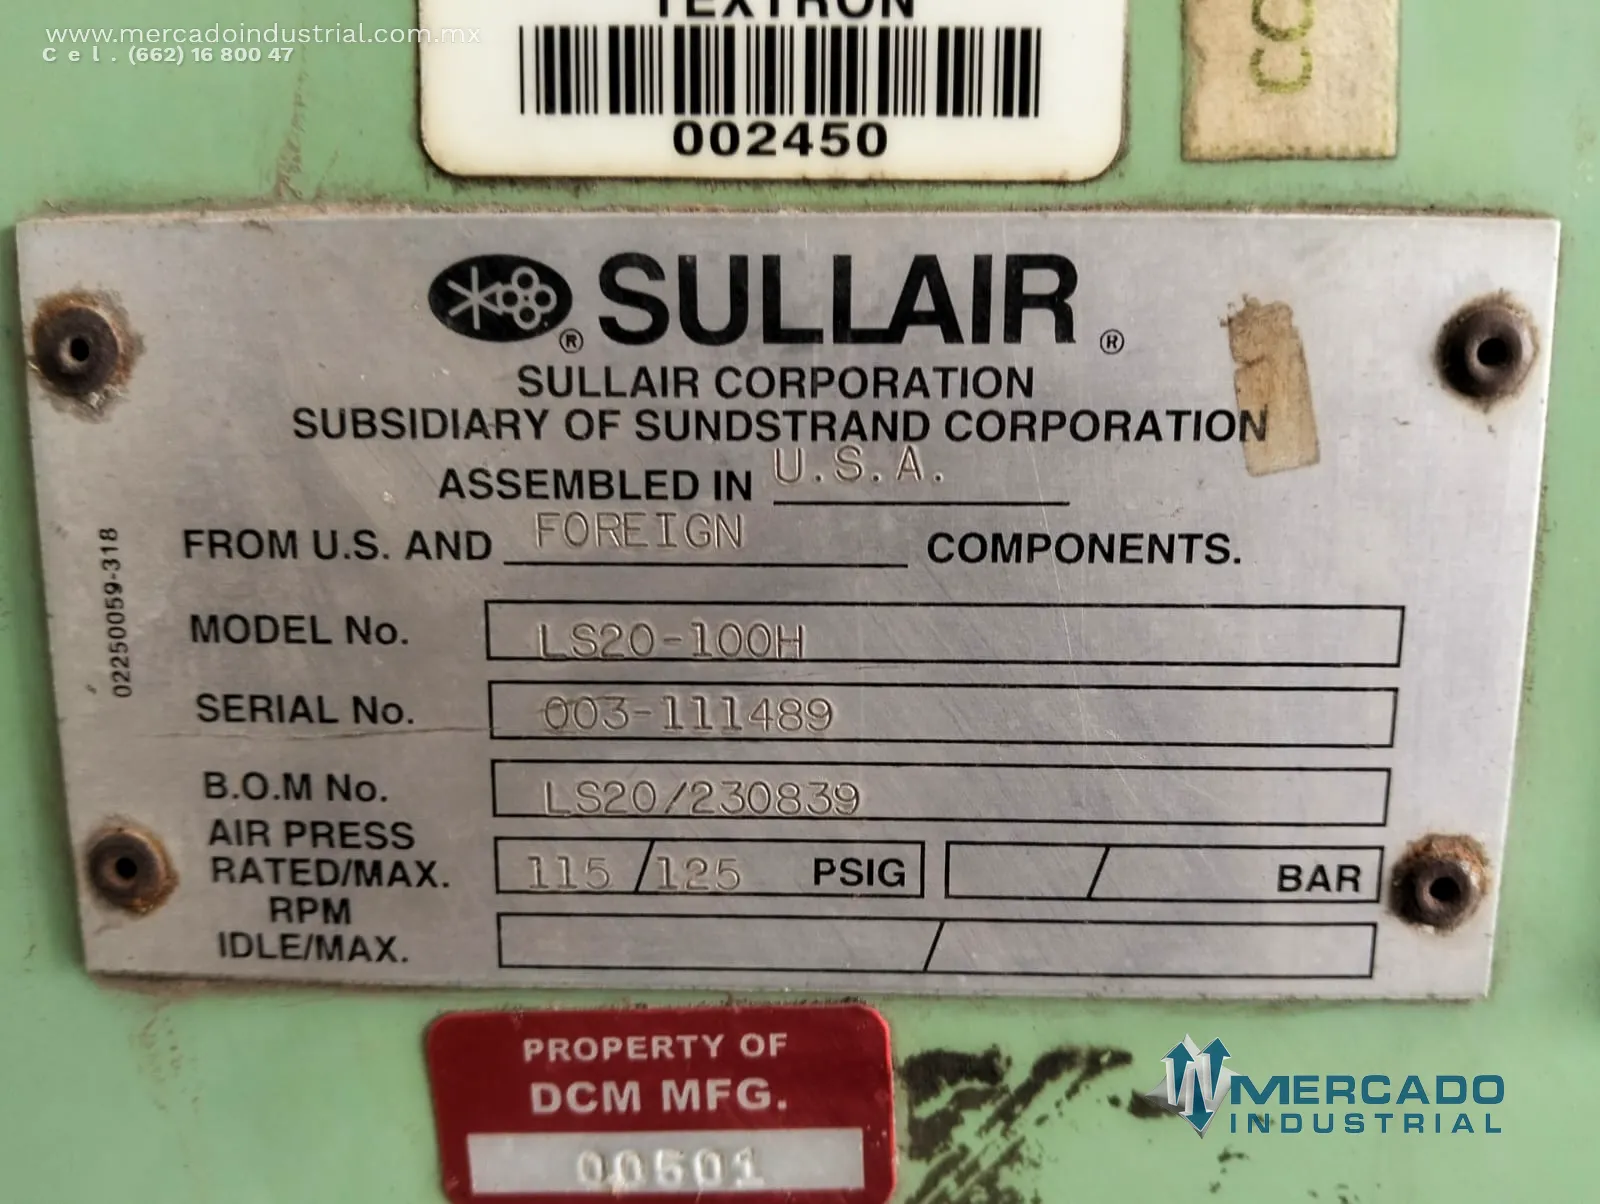 www.mercadoindustrial.com.mx
Cel. (662) 16 800 47
TEXTRON
002450
CO
SULLAIR
®
®
SULLAIR CORPORATION
SUBSIDIARY OF SUNDSTRAND CORPORATION
ASSEMBLED IN U.S.A.
FROM U.S. AND FOREIGN COMPONENTS.
02250059-318
MODEL No. LS20-100H
SERIAL No. 003-111489
B.O.M No. LS20/230839
AIR PRESS
RATED/MAX. 115 / 125 PSIG / BAR
RPM
IDLE/MAX. /
PROPERTY OF
DCM MFG.
00501
MERCADO
INDUSTRIAL